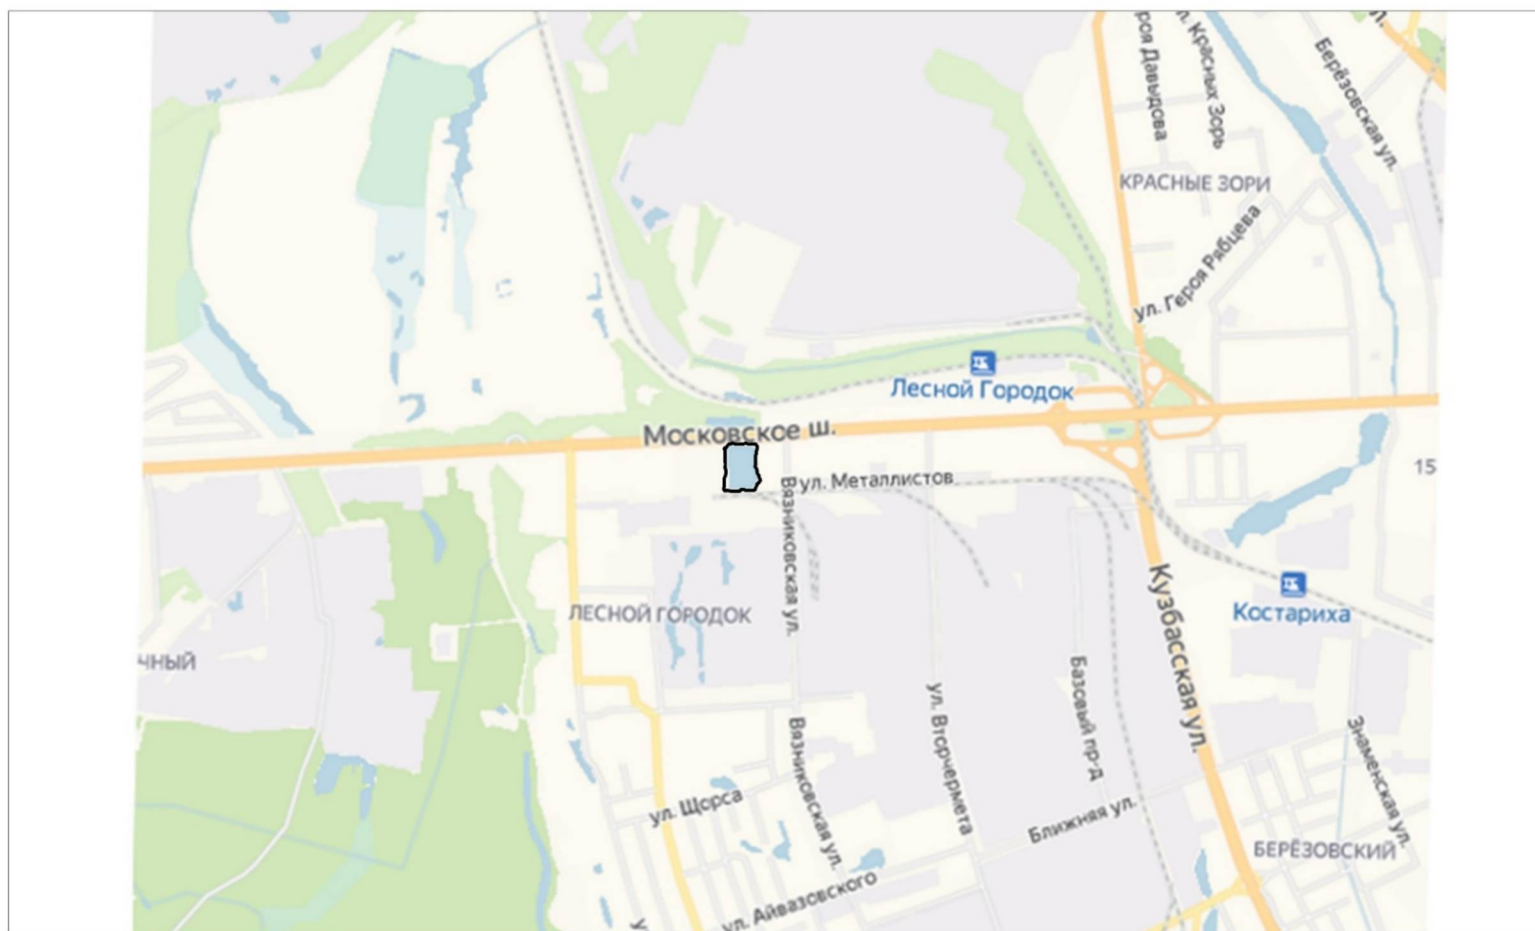 роя Давыдова
л. Красных Зорь
Берёзовская ул.
л.
КРАСНЫЕ ЗОРИ
ул. Героя Рябцева
Лесной Городок
Московское ш.
ул. Металлистов
Вязниковская ул.
15
Кузбасская ул.
Костариха
ЛЕСНОЙ ГОРОДОК
ЧНЫЙ
Базовый пр-д
ул. Вторчермета
Вязниковская ул.
Знаменская ул.
ул. Щорса
Ближняя ул.
БЕРЁЗОВСКИЙ
ул. Айвазовского
у